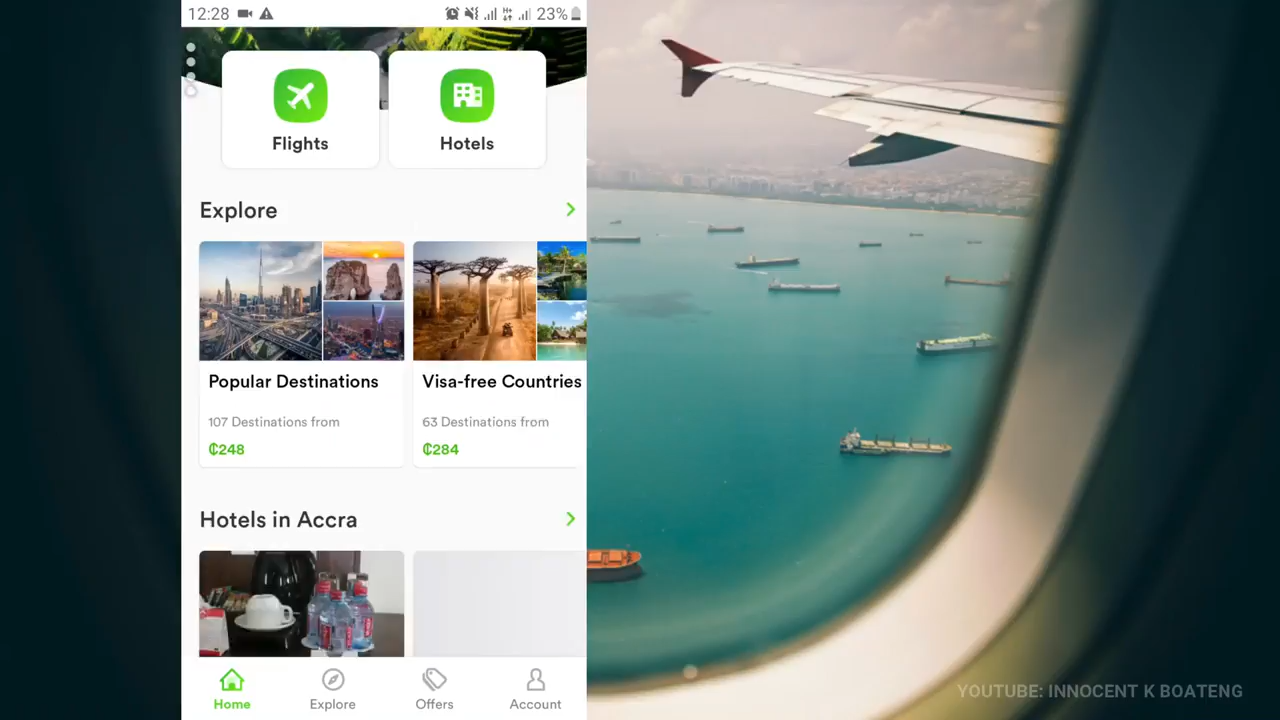 12:28
23%
Flights
Hotels
Explore
Popular Destinations
107 Destinations from
₵248
Visa-free Countries
63 Destinations from
₵284
Hotels in Accra
Home
Explore
Offers
Account
YOUTUBE: INNOCENT K BOATENG